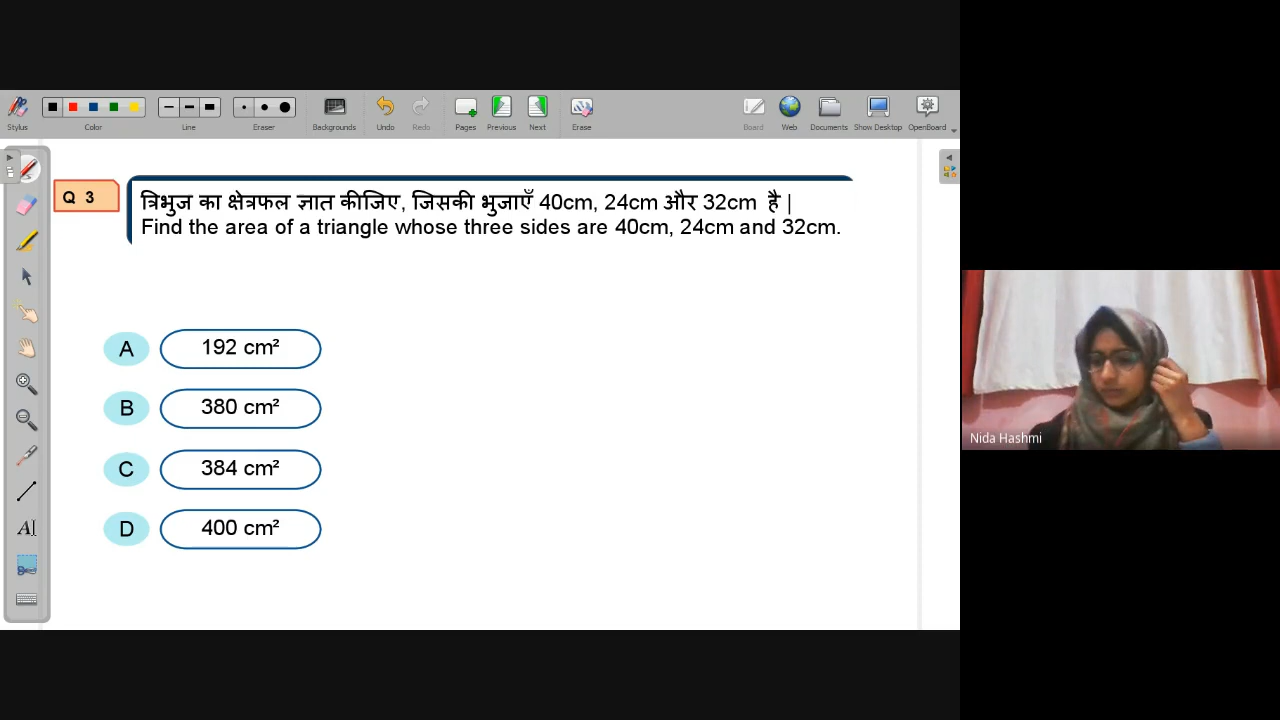 Stylus
Color
Line
Eraser
Backgrounds
Undo
Redo
Pages
Previous
Next
Erase
Board
Web
Documents
Show Desktop
OpenBoard
Q 3
त्रिभुज का क्षेत्रफल ज्ञात कीजिए, जिसकी भुजाएँ 40cm, 24cm और 32cm है |
Find the area of a triangle whose three sides are 40cm, 24cm and 32cm.
A 192 cm²
B 380 cm²
C 384 cm²
D 400 cm²
Nida Hashmi